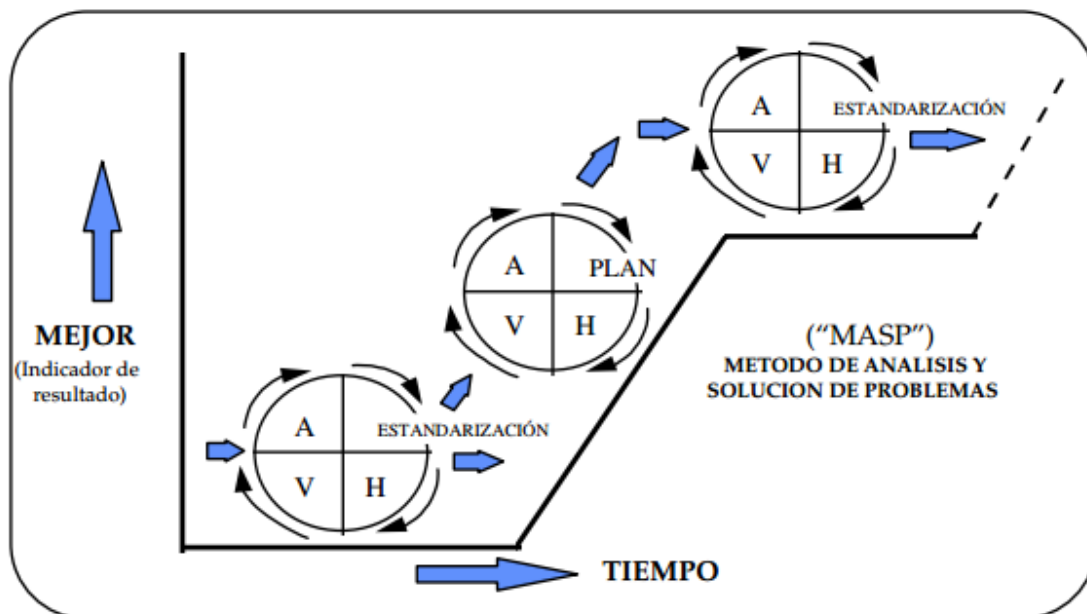 A
ESTANDARIZACIÓN
V
H
A
PLAN
V
H
MEJOR
(Indicador de
resultado)
(“MASP”)
METODO DE ANALISIS Y
SOLUCION DE PROBLEMAS
A
ESTANDARIZACIÓN
V
H
TIEMPO